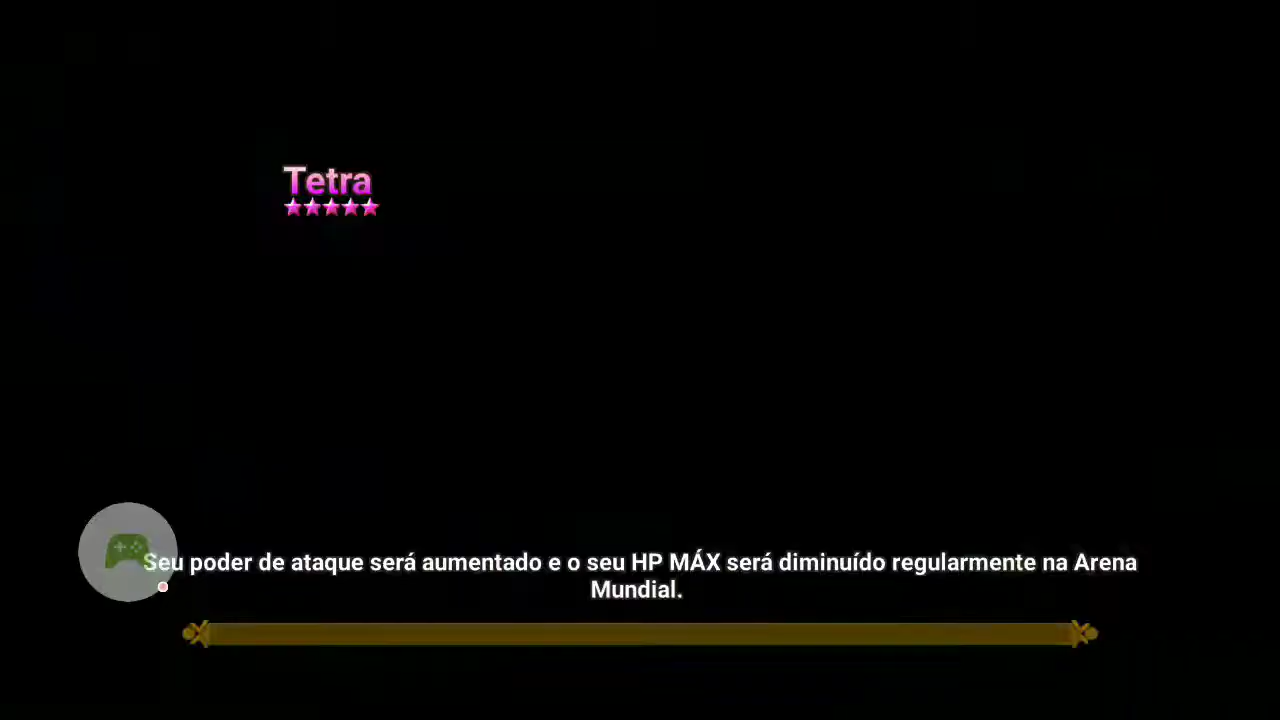 Tetra
Seu poder de ataque será aumentado e o seu HP MÁX será diminuído regularmente na Arena
Mundial.